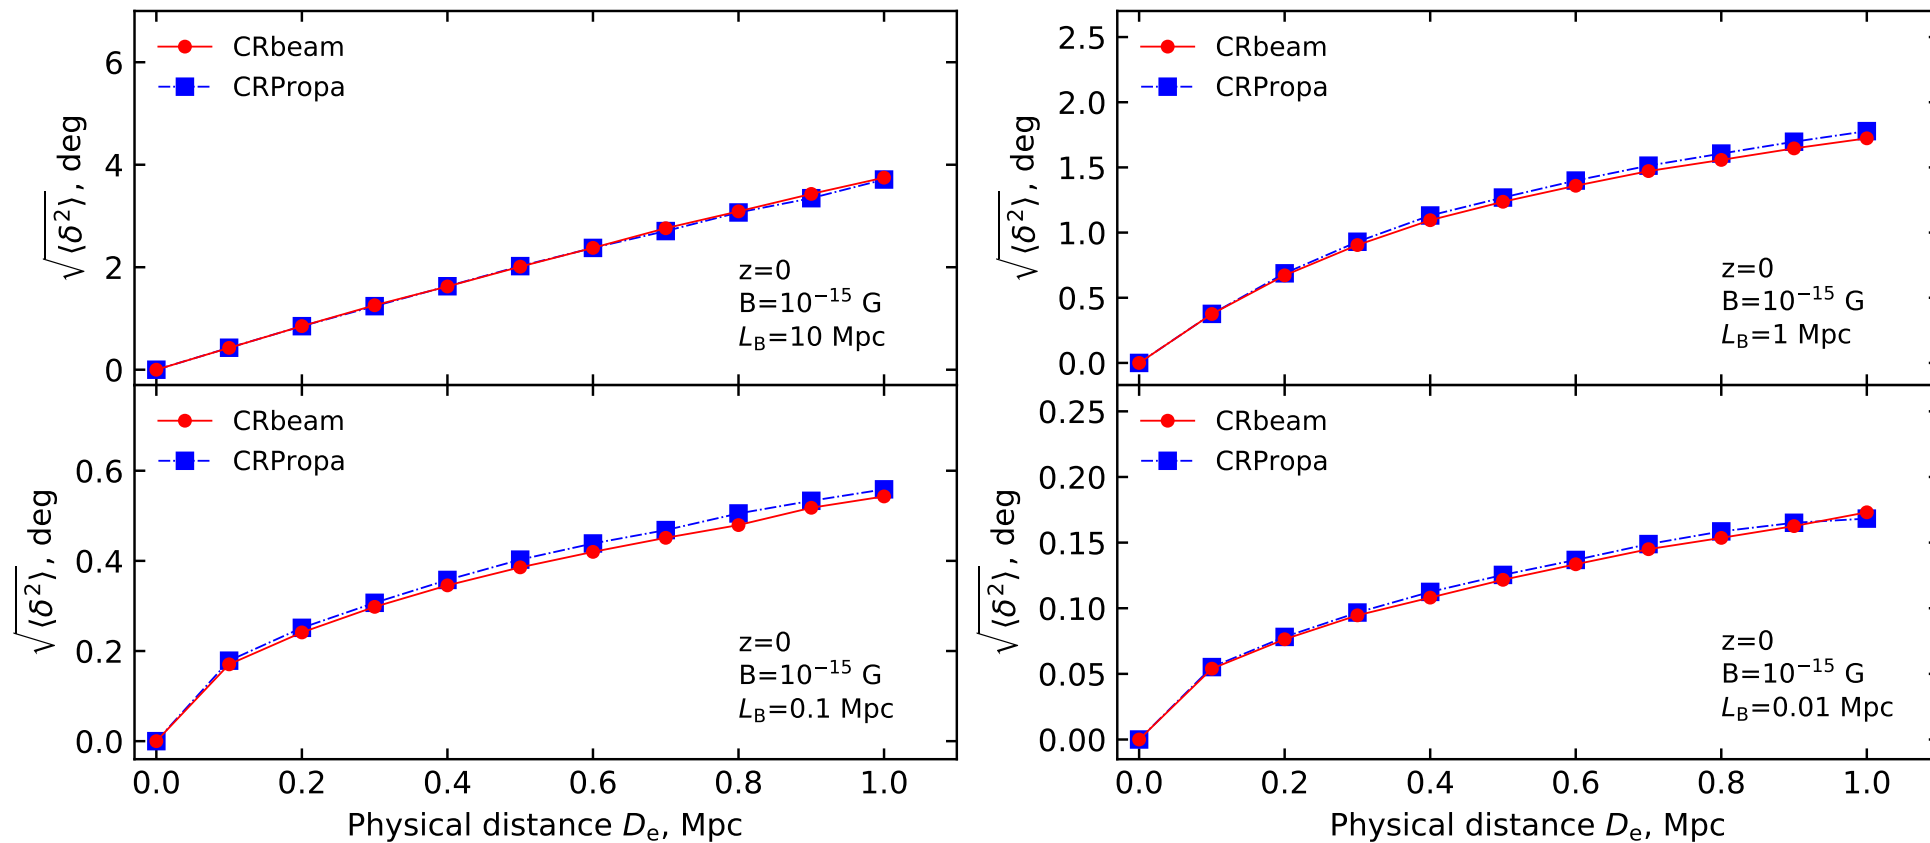 CRbeam
CRPropa
6
4
2
0
√⟨δ²⟩, deg
z=0
B=10⁻¹⁵ G
L_B=10 Mpc
CRbeam
CRPropa
2.5
2.0
1.5
1.0
0.5
0.0
√⟨δ²⟩, deg
z=0
B=10⁻¹⁵ G
L_B=1 Mpc
CRbeam
CRPropa
0.6
0.4
0.2
0.0
√⟨δ²⟩, deg
z=0
B=10⁻¹⁵ G
L_B=0.1 Mpc
0.0 0.2 0.4 0.6 0.8 1.0
Physical distance D_e, Mpc
CRbeam
CRPropa
0.25
0.20
0.15
0.10
0.05
0.00
√⟨δ²⟩, deg
z=0
B=10⁻¹⁵ G
L_B=0.01 Mpc
0.0 0.2 0.4 0.6 0.8 1.0
Physical distance D_e, Mpc